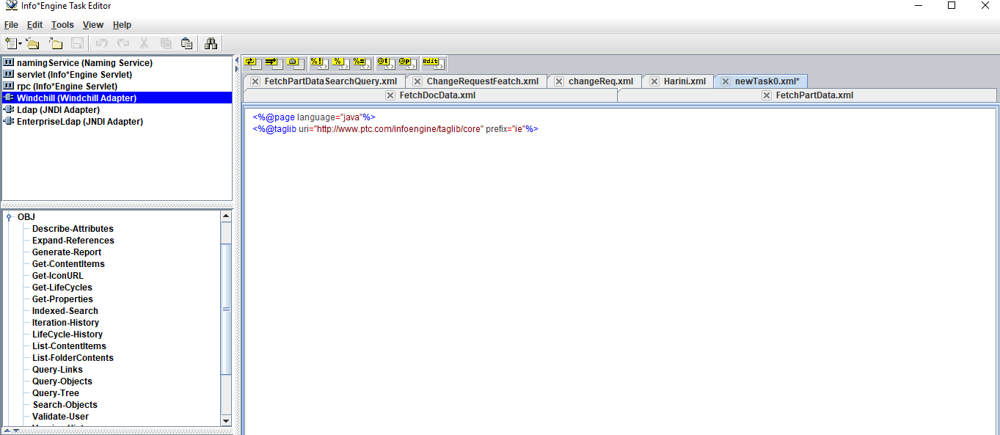 Info*Engine Task Editor
File Edit Tools View Help
namingService (Naming Service)
servlet (Info*Engine Servlet)
rpc (Info*Engine Servlet)
Windchill (Windchill Adapter)
Ldap (JNDI Adapter)
EnterpriseLdap (JNDI Adapter)
OBJ
Describe-Attributes
Expand-References
Generate-Report
Get-ContentItems
Get-IconURL
Get-LifeCycles
Get-Properties
Indexed-Search
Iteration-History
LifeCycle-History
List-ContentItems
List-FolderContents
Query-Links
Query-Objects
Query-Tree
Search-Objects
Validate-User
%! % %= @t @p edit
FetchPartDataSearchQuery.xml ChangeRequestFeatch.xml changeReq.xml Harini.xml newTask0.xml*
FetchDocData.xml FetchPartData.xml
<%@page language="java"%>
<%@taglib uri="http://www.ptc.com/infoengine/taglib/core" prefix="ie"%>